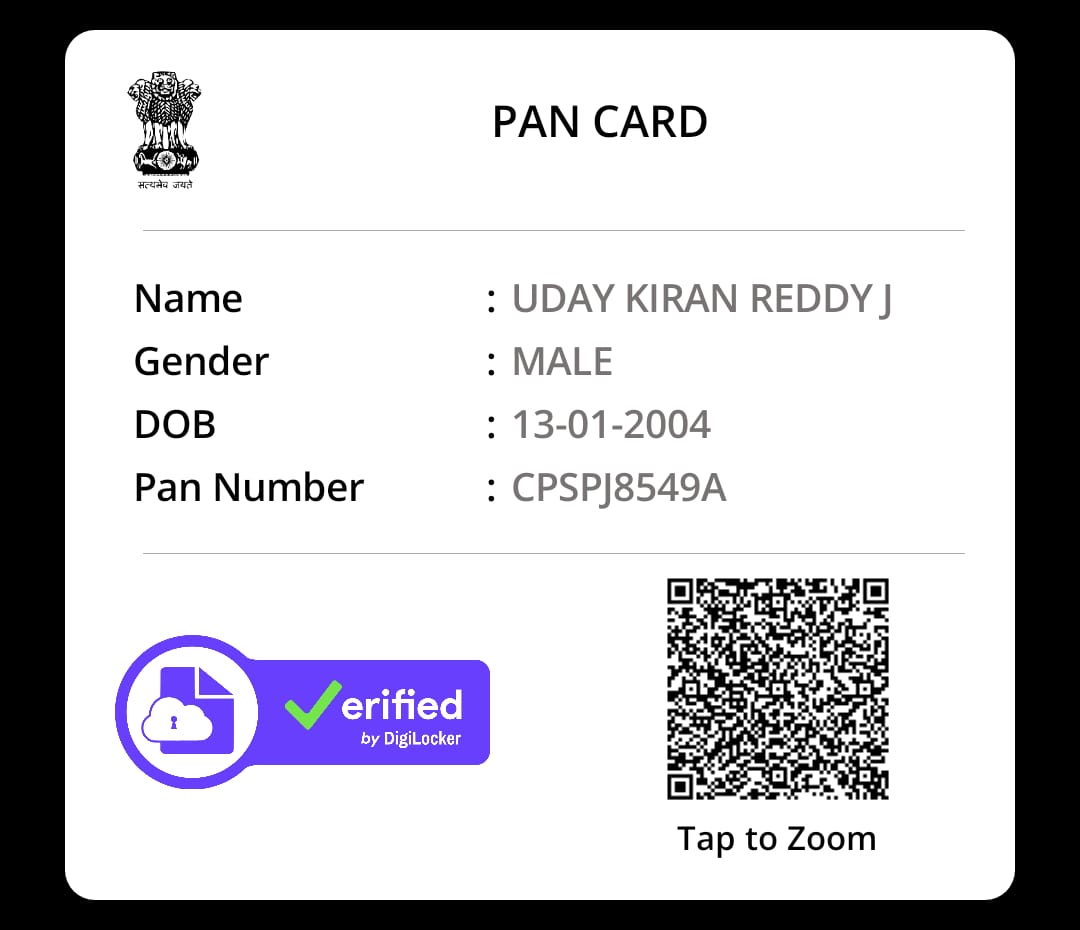 सत्यमेव जयते
PAN CARD
Name : UDAY KIRAN REDDY J
Gender : MALE
DOB : 13-01-2004
Pan Number : CPSPJ8549A
Verified
by DigiLocker
Tap to Zoom